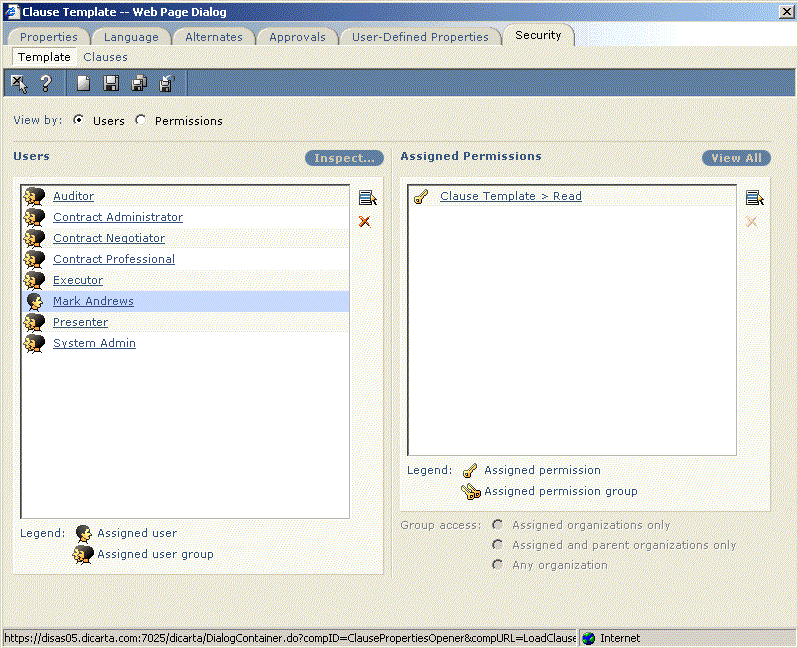 Clause Template -- Web Page Dialog
Properties Language Alternates Approvals User-Defined Properties Security
Template Clauses
View by: Users Permissions
Users Inspect... Assigned Permissions View All
Auditor Clause Template > Read
Contract Administrator
Contract Negotiator
Contract Professional
Executor
Mark Andrews
Presenter
System Admin
Legend: Assigned permission
Assigned permission group
Group access: Assigned organizations only
Legend: Assigned user
Assigned and parent organizations only
Assigned user group
Any organization
https://disas05.dicarta.com:7025/dicarta/DialogContainer.do?compID=ClausePropertiesOpener&compURL=LoadClause Internet